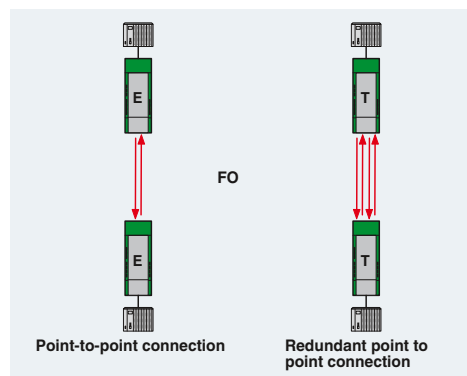 E
T
FO
E
T
Point-to-point connection
Redundant point to
point connection